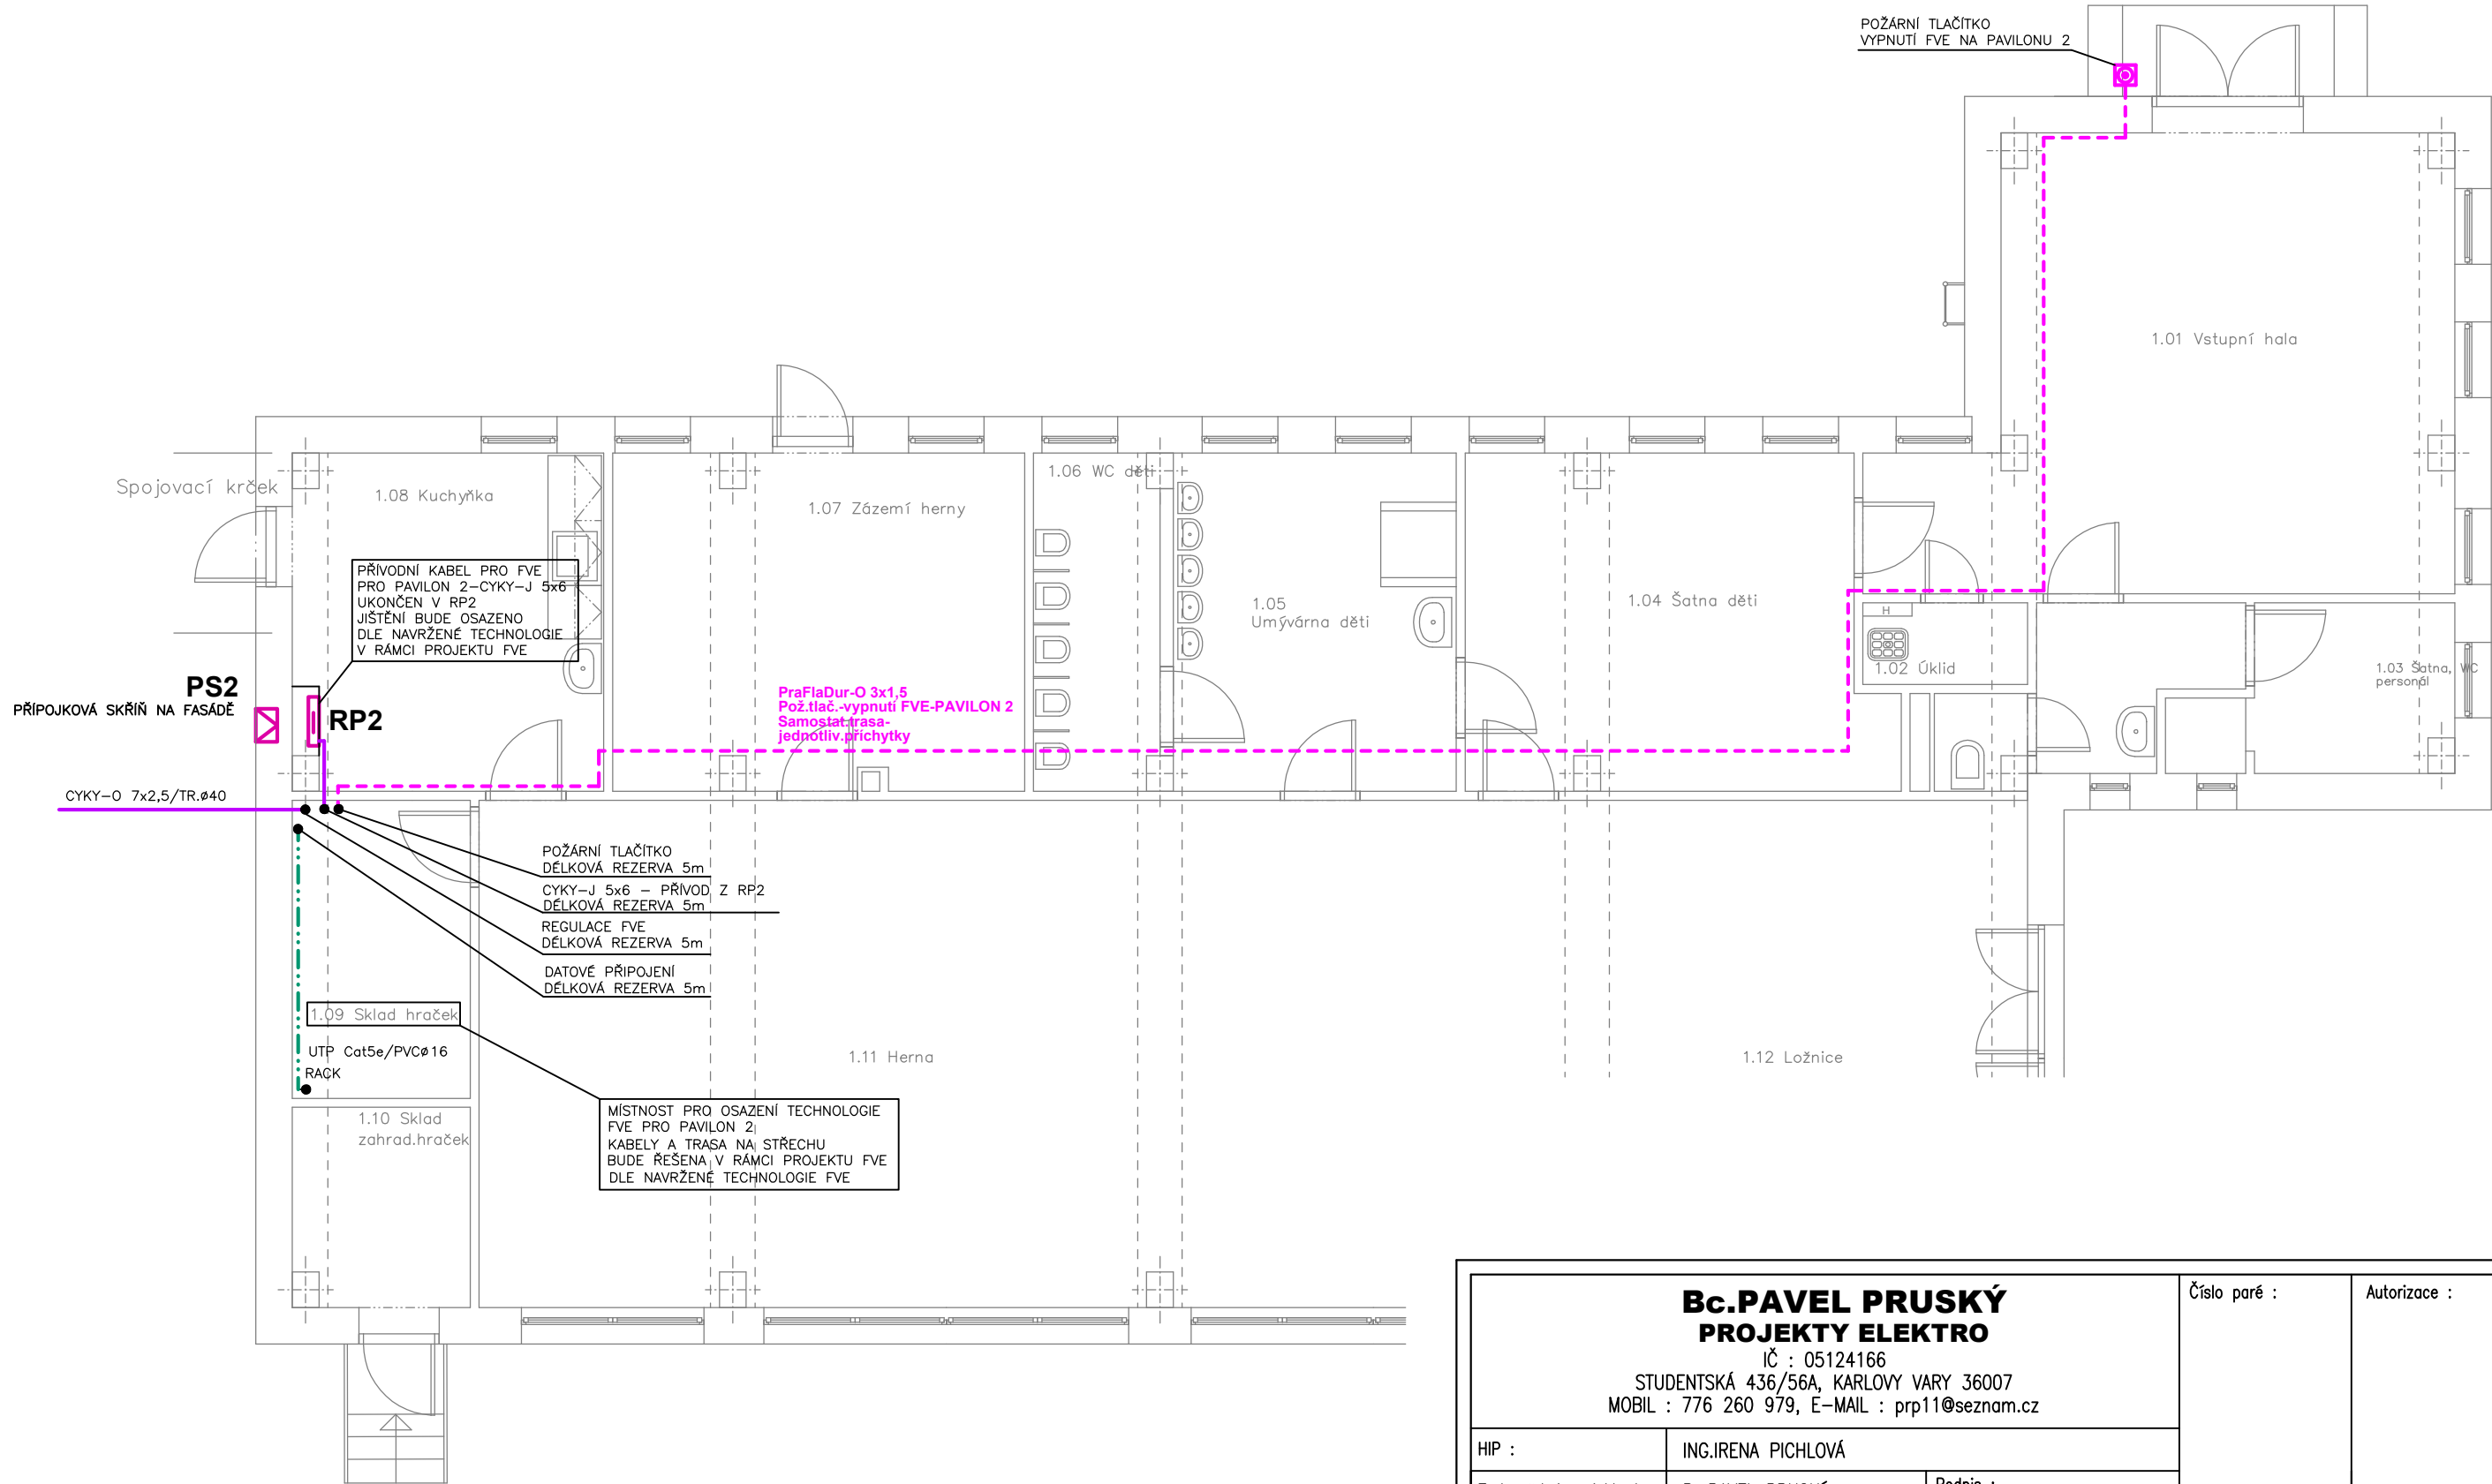 POŽÁRNÍ TLAČÍTKO
VYPNUTÍ FVE NA PAVILONU 2
1.01 Vstupní hala
Spojovací krček
1.08 Kuchyňka
1.07 Zázemí herny
1.06 WC děti
1.05
Umývárna dětí
1.04 Šatna dětí
H
1.02 Úklid
1.03 Šatna, WC
personál
PŘÍVODNÍ KABEL PRO FVE
PRO PAVILON 2-CYKY-J 5x6
UKONČEN V RP2
JIŠTĚNÍ BUDE OSAZENO
DLE NAVRŽENÉ TECHNOLOGIE
V RÁMCI PROJEKTU FVE
PS2
PŘÍPOJKOVÁ SKŘÍŇ NA FASÁDĚ
RP2
PraFlaDur-O 3x1,5
Pož.tlač.-vypnutí FVE-PAVILON 2
Samostat.trasa-
jednotliv.příchytky
CYKY-O 7x2,5/TR.ø40
POŽÁRNÍ TLAČÍTKO
DÉLKOVÁ REZERVA 5m
CYKY-J 5x6 - PŘÍVOD Z RP2
DÉLKOVÁ REZERVA 5m
REGULACE FVE
DÉLKOVÁ REZERVA 5m
DATOVÉ PŘIPOJENÍ
DÉLKOVÁ REZERVA 5m
1.09 Sklad hraček
UTP Cat5e/PVCø16
RACK
1.11 Herna
1.12 Ložnice
1.10 Sklad
zahrad.hraček
MÍSTNOST PRO OSAZENÍ TECHNOLOGIE
FVE PRO PAVILON 2
KABELY A TRASA NA STŘECHU
BUDE ŘEŠENA V RÁMCI PROJEKTU FVE
DLE NAVRŽENÉ TECHNOLOGIE FVE
Bc.PAVEL PRUSKÝ
PROJEKTY ELEKTRO
IČ : 05124166
STUDENTSKÁ 436/56A, KARLOVY VARY 36007
MOBIL : 776 260 979, E-MAIL : prp11@seznam.cz
Číslo paré :
Autorizace :
HIP :
ING.IRENA PICHLOVÁ
Podpis :